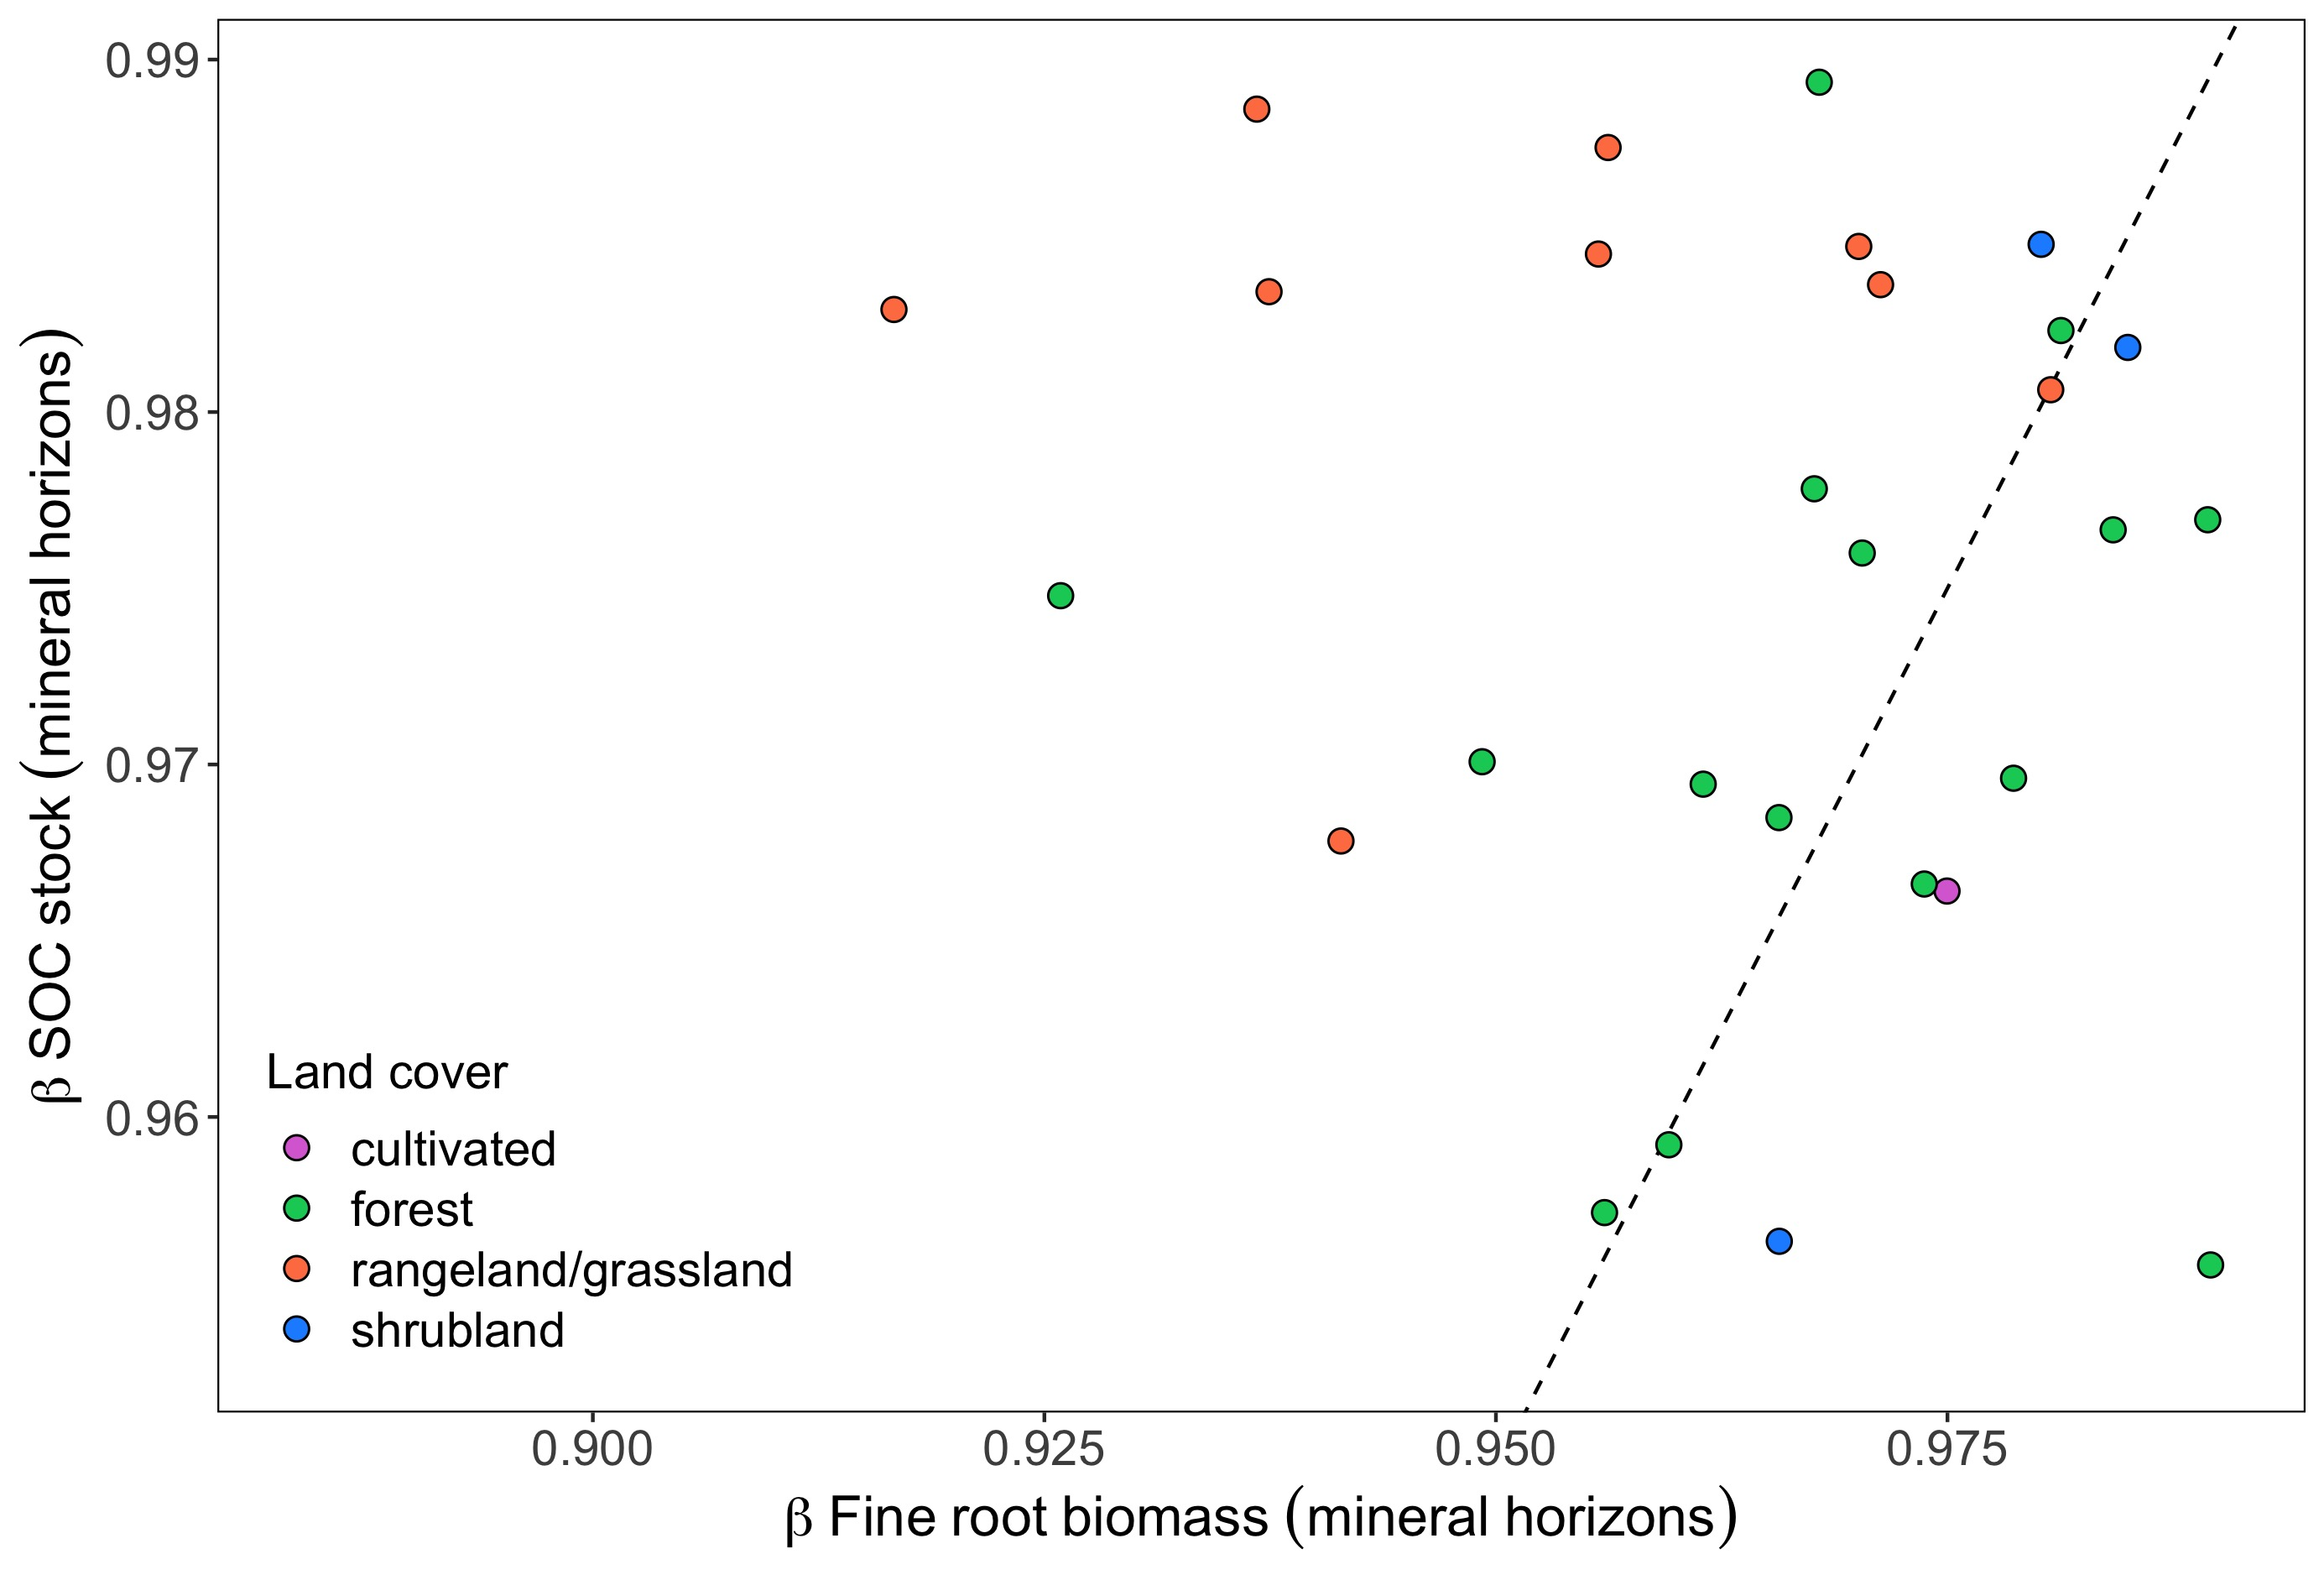 0.99
0.98
0.97
0.96
β SOC stock (mineral horizons)
Land cover
cultivated
forest
rangeland/grassland
shrubland
0.900 0.925 0.950 0.975
β Fine root biomass (mineral horizons)